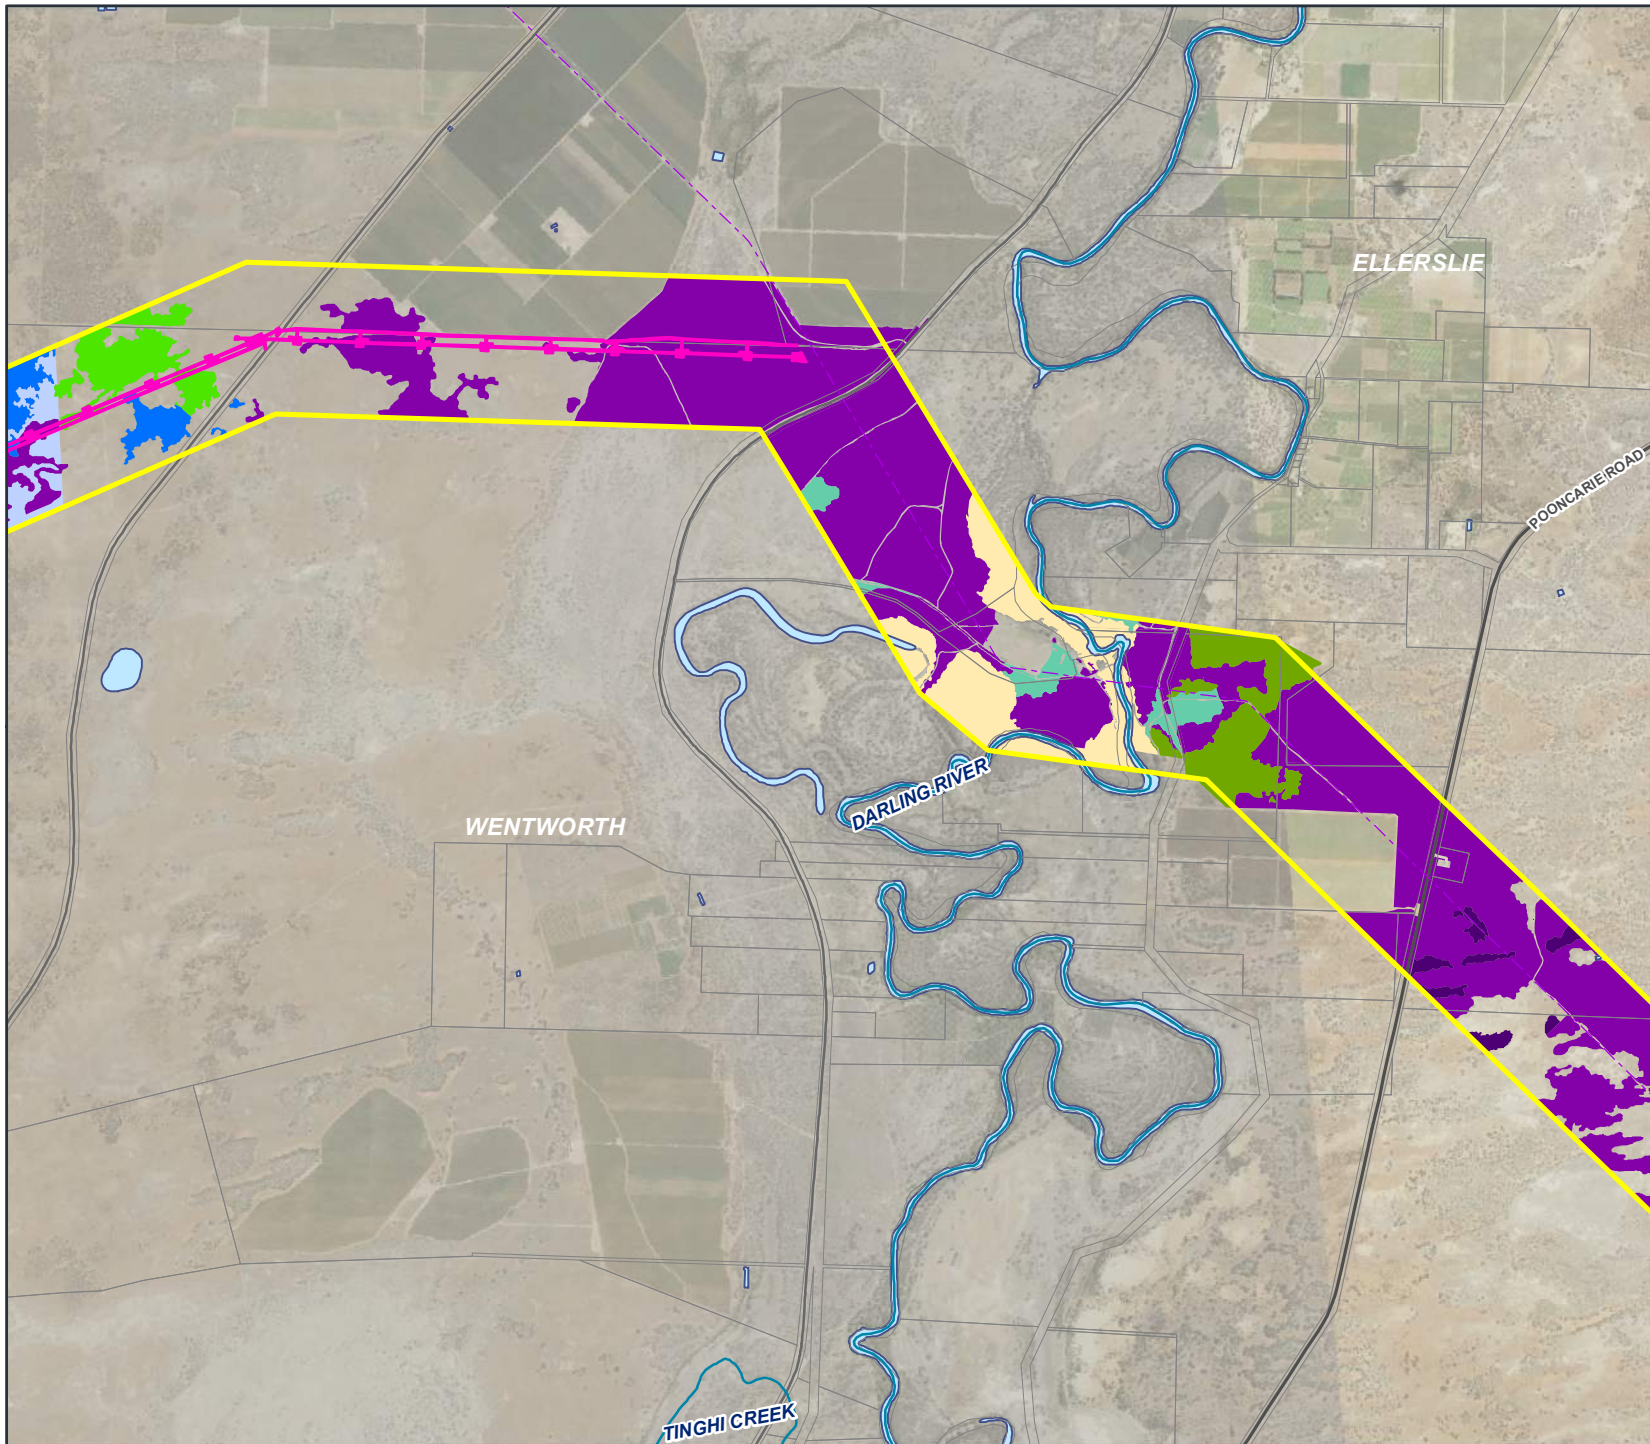 ELLERSLIE
POONCARIE ROAD
DARLING RIVER
WENTWORTH
TINGHI CREEK